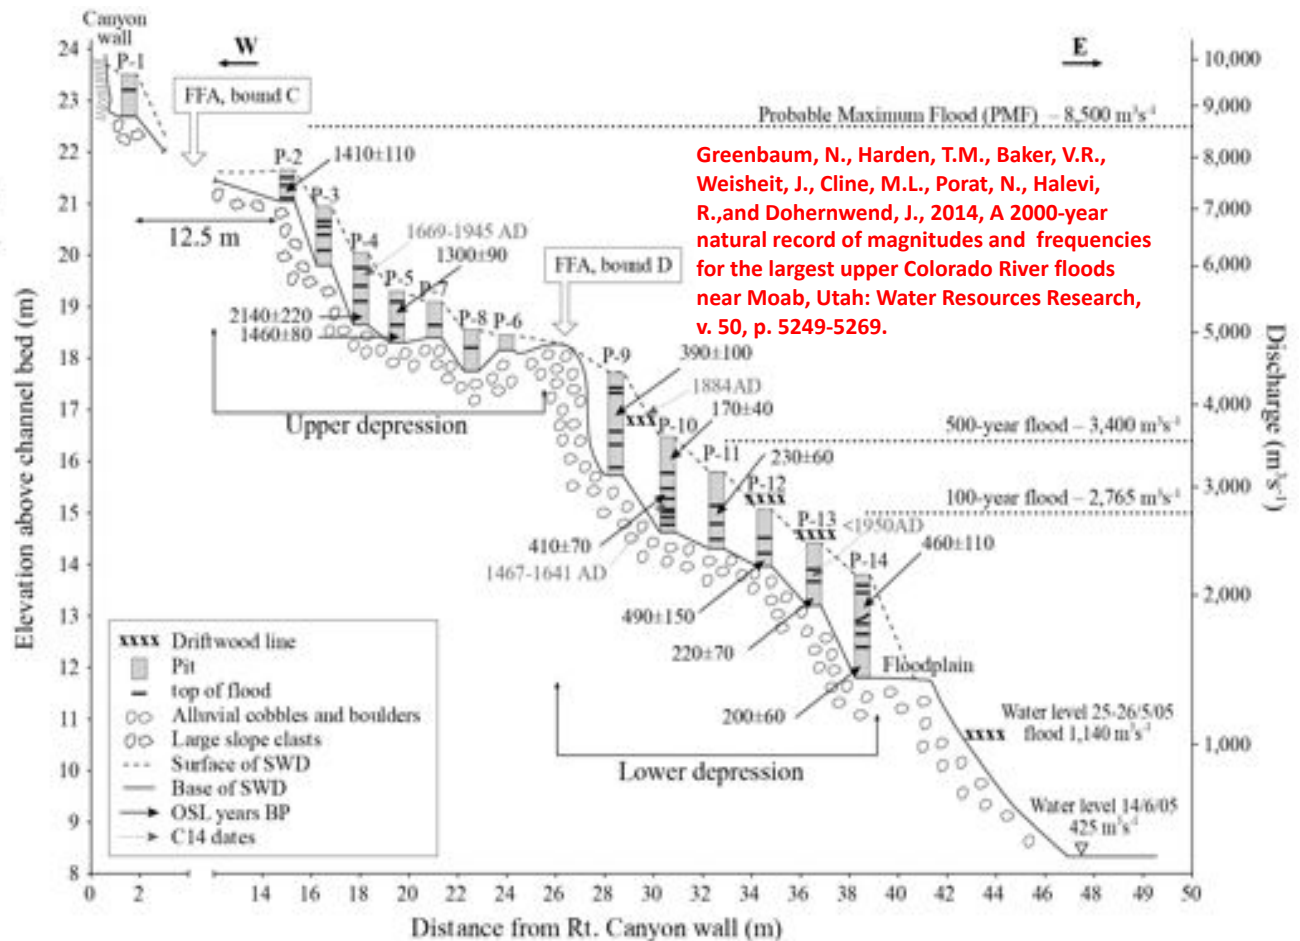 Canyon
wall
P-1
W
E
FFA, bound C
Probable Maximum Flood (PMF) – 8,500 m³s⁻¹
P-2
1410±110
P-3
Greenbaum, N., Harden, T.M., Baker, V.R.,
Weisheit, J., Cline, M.L., Porat, N., Halevi,
R.,and Dohernwend, J., 2014, A 2000-year
natural record of magnitudes and frequencies
for the largest upper Colorado River floods
near Moab, Utah: Water Resources Research,
v. 50, p. 5249-5269.
12.5 m
P-4
1669-1945 AD
1300±90
P-5
P-7
FFA, bound D
2140±220
1460±80
P-8
P-6
P-9
390±100
1884AD
170±40
P-10
Upper depression
500-year flood – 3,400 m³s⁻¹
P-11
230±60
P-12
100-year flood – 2,765 m³s⁻¹
P-13
<1950AD
460±110
P-14
410±70
1467-1641 AD
490±150
220±70
200±60
Floodplain
Lower depression
Water level 25-26/5/05
flood 1,140 m³s⁻¹
Water level 14/6/05
425 m³s⁻¹
xxxx Driftwood line
Pit
top of flood
Alluvial cobbles and boulders
Large slope clasts
Surface of SWD
Base of SWD
OSL years BP
C14 dates
Elevation above channel bed (m)
24
23
22
21
20
19
18
17
16
15
14
13
12
11
10
9
8
Discharge (m³s⁻¹)
10,000
9,000
8,000
7,000
6,000
5,000
4,000
3,000
2,000
1,000
0 2 14 16 18 20 22 24 26 28 30 32 34 36 38 40 42 44 46 48 50
Distance from Rt. Canyon wall (m)